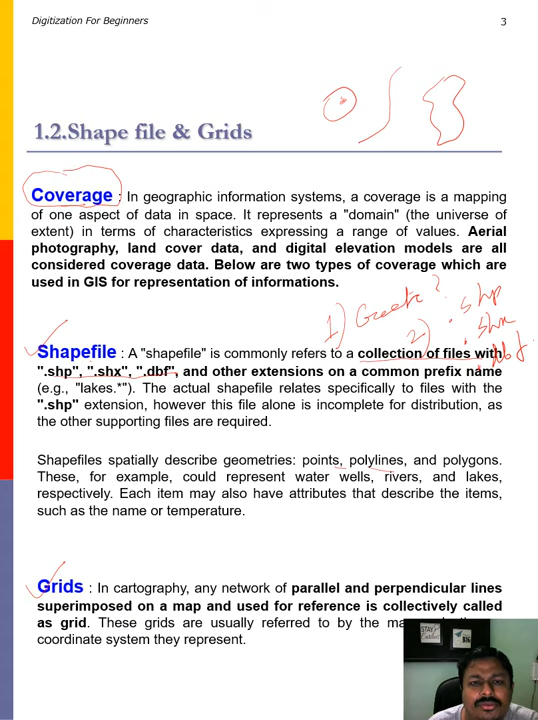 Digitization For Beginners
3
1.2.Shape file & Grids
Coverage : In geographic information systems, a coverage is a mapping
of one aspect of data in space. It represents a "domain" (the universe of
extent) in terms of characteristics expressing a range of values. Aerial
photography, land cover data, and digital elevation models are all
considered coverage data. Below are two types of coverage which are
used in GIS for representation of informations.
1)
2)
.shp
.shx
.dbf
Shapefile : A "shapefile" is commonly refers to a collection of files with
".shp", ".shx", ".dbf", and other extensions on a common prefix name
(e.g., "lakes.*"). The actual shapefile relates specifically to files with the
".shp" extension, however this file alone is incomplete for distribution, as
the other supporting files are required.
Shapefiles spatially describe geometries: points, polylines, and polygons.
These, for example, could represent water wells, rivers, and lakes,
respectively. Each item may also have attributes that describe the items,
such as the name or temperature.
Grids : In cartography, any network of parallel and perpendicular lines
superimposed on a map and used for reference is collectively called
as grid. These grids are usually referred to by the
coordinate system they represent.
STAY
BIG